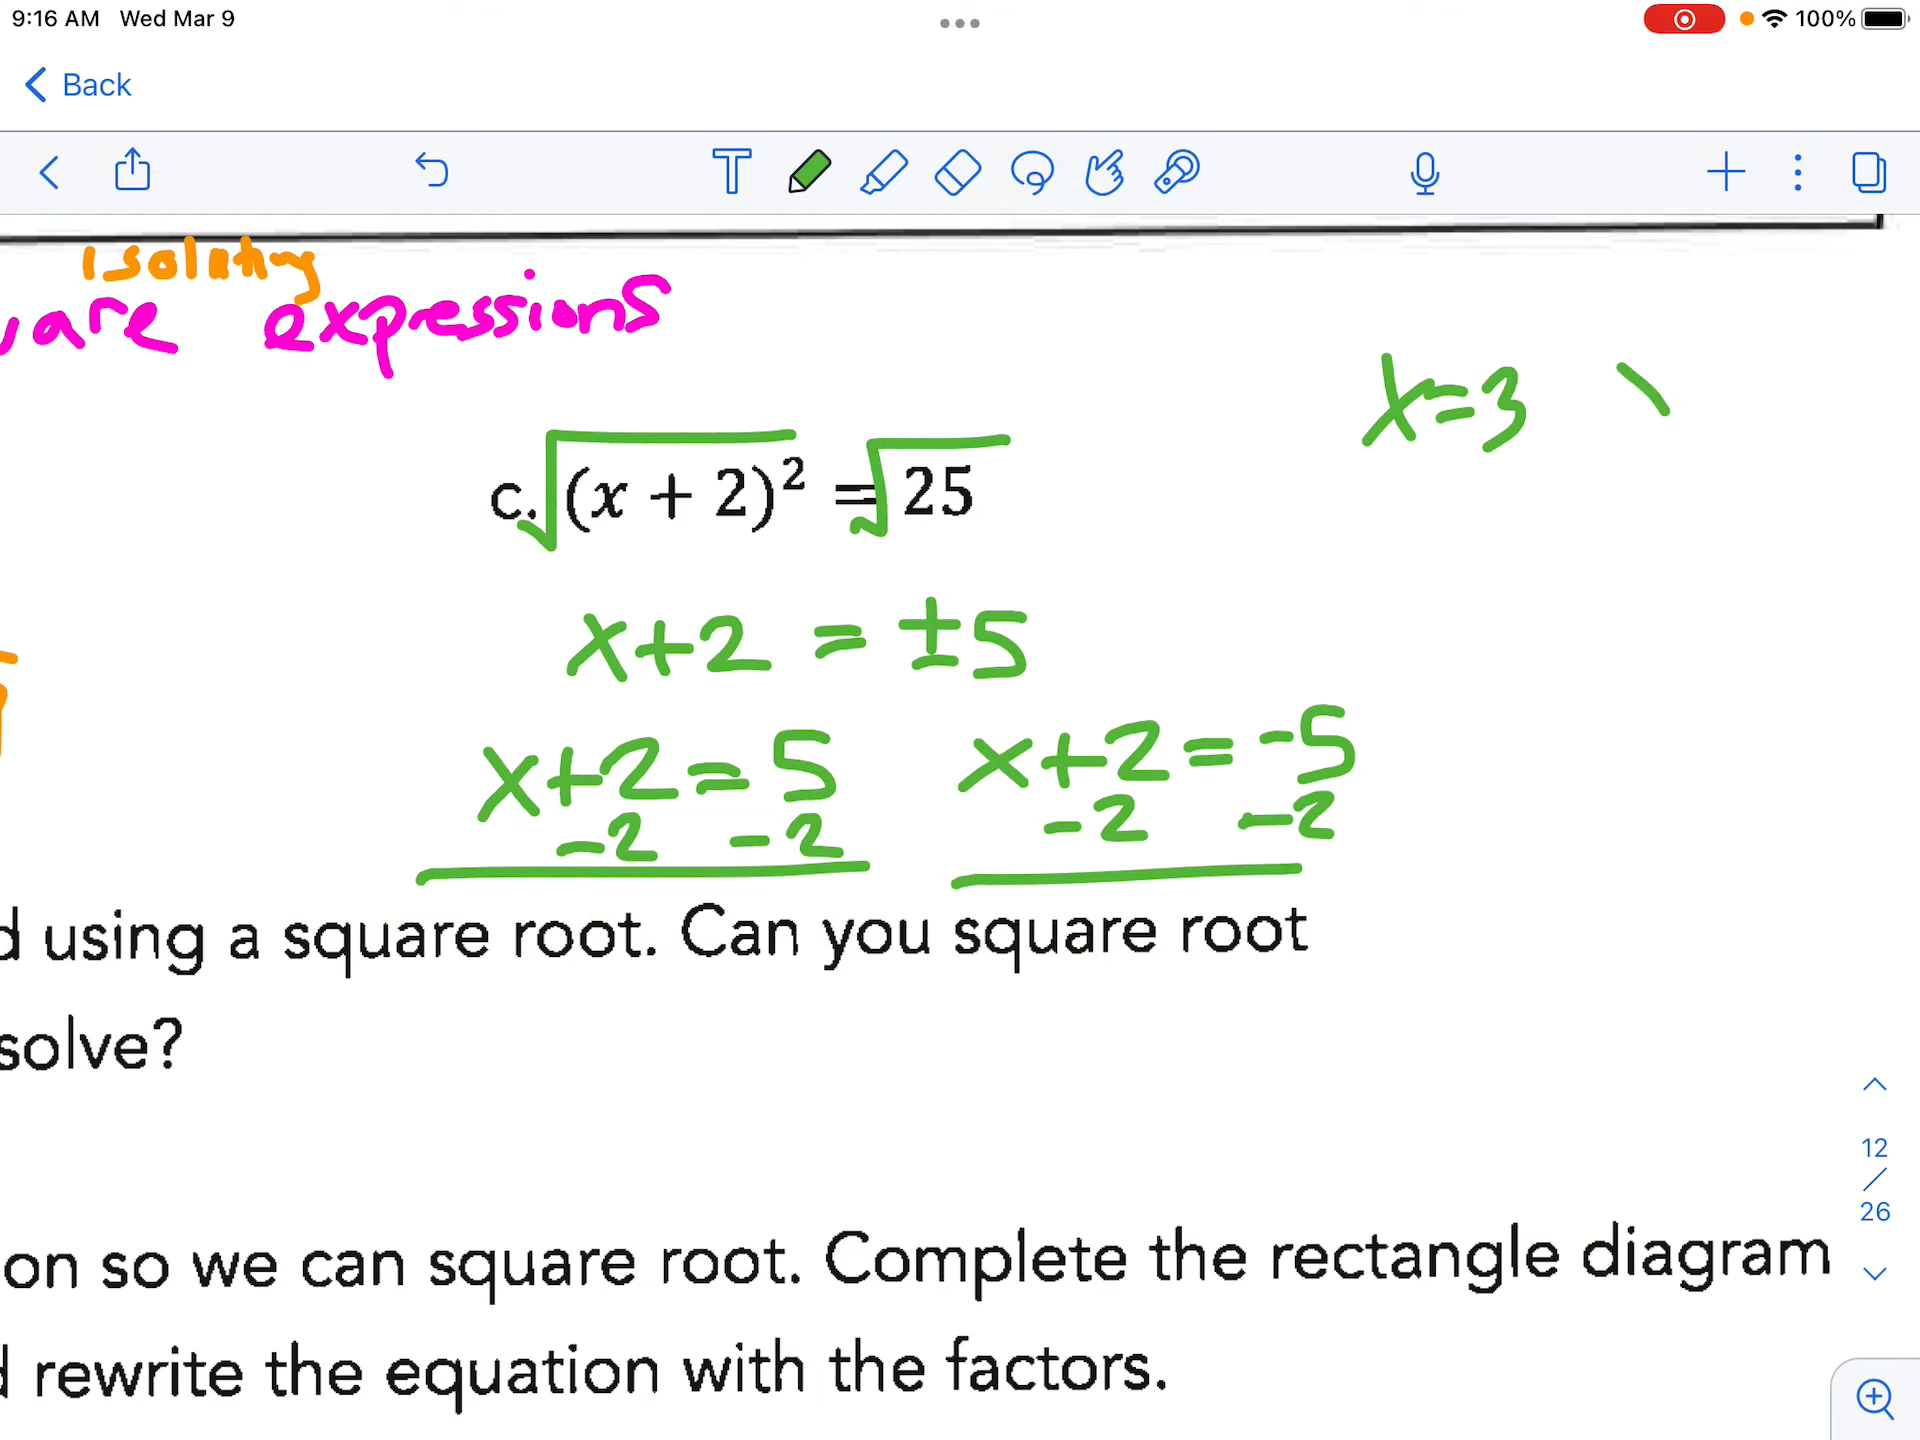 9:16 AM Wed Mar 9
100%
Back
isolating
are expressions
x=3
c. √(x + 2)² = √25
x+2 = ±5
x+2=5 x+2=-5
-2 -2 -2 -2
using a square root. Can you square root
solve?
12
/
26
on so we can square root. Complete the rectangle diagram
rewrite the equation with the factors.